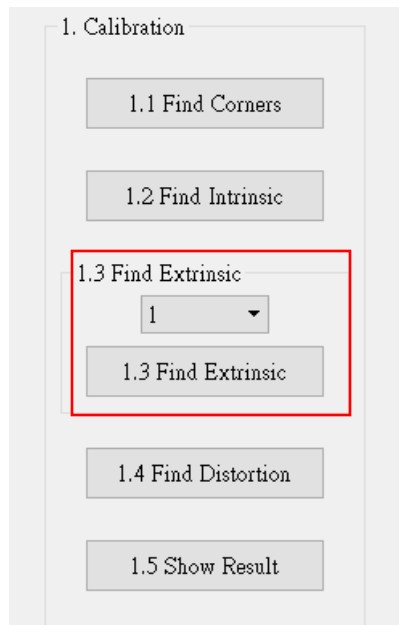 1. Calibration
1.1 Find Corners
1.2 Find Intrinsic
1.3 Find Extrinsic
1
1.3 Find Extrinsic
1.4 Find Distortion
1.5 Show Result